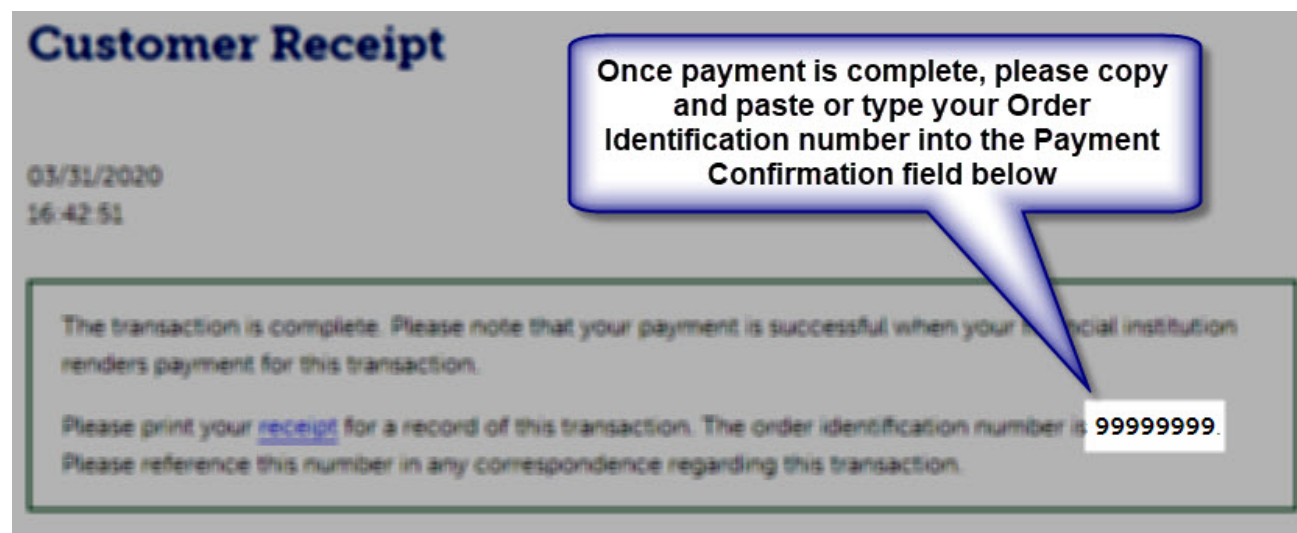 Customer Receipt
Once payment is complete, please copy
and paste or type your Order
Identification number into the Payment
Confirmation field below
03/31/2020
16:42:51
The transaction is complete. Please note that your payment is successful when your cial institution
renders payment for this transaction.
Please print your receipt for a record of this transaction. The order identification number is 99999999.
Please reference this number in any correspondence regarding this transaction.